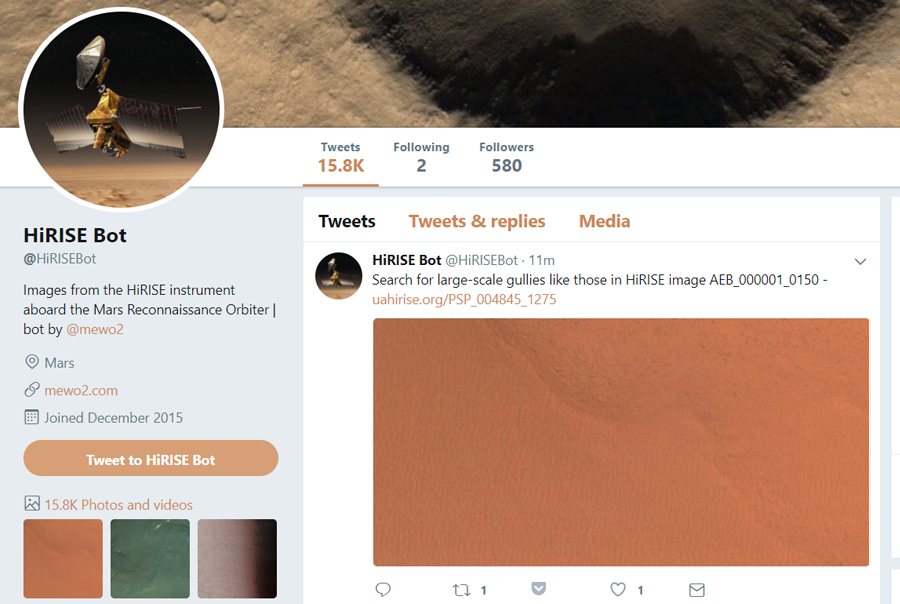 Tweets
15.8K
Following
2
Followers
580
HiRISE Bot
@HiRISEBot
Images from the HiRISE instrument
aboard the Mars Reconnaissance Orbiter |
bot by @mewo2
Mars
mewo2.com
Joined December 2015
Tweet to HiRISE Bot
15.8K Photos and videos
Tweets Tweets & replies Media
HiRISE Bot @HiRISEBot · 11m
Search for large-scale gullies like those in HiRISE image AEB_000001_0150 -
uahirise.org/PSP_004845_1275
1 1